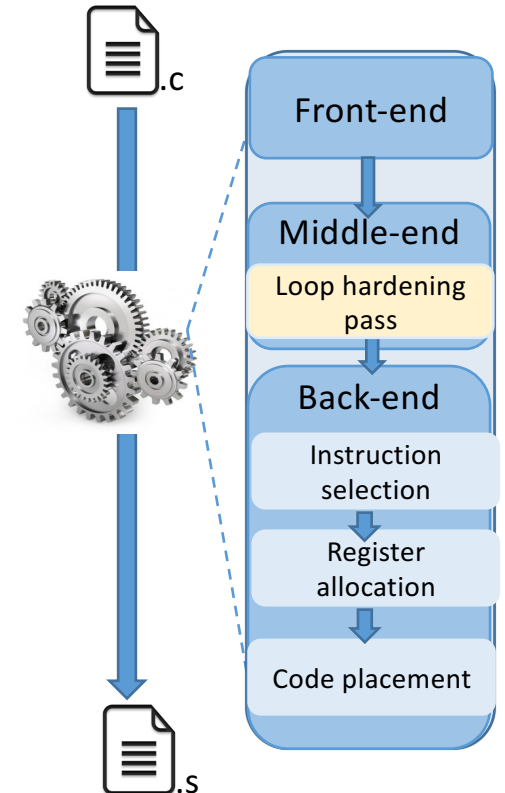 .c
Front-end
Middle-end
Loop hardening
pass
Back-end
Instruction
selection
Register
allocation
Code placement
.s